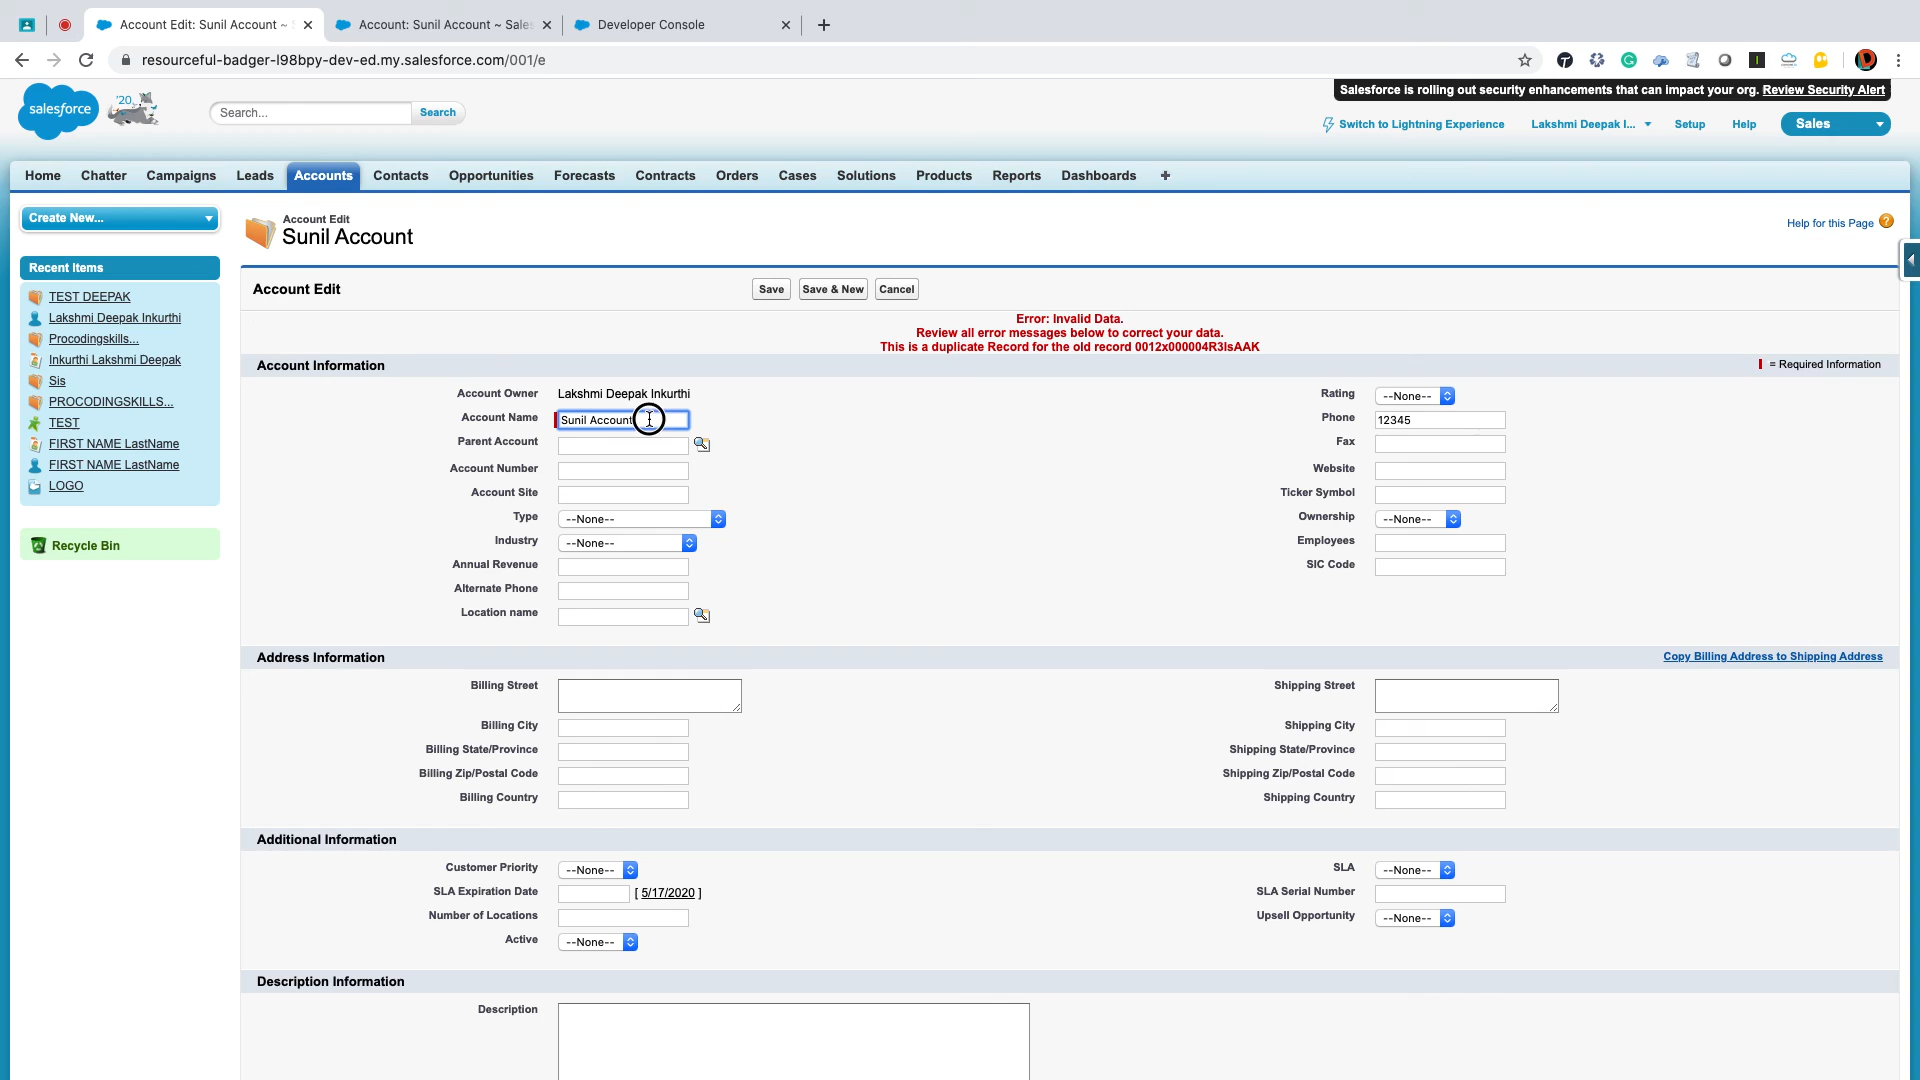 Account Edit: Sunil Account ~
Account: Sunil Account ~ Sales
Developer Console
resourceful-badger-l98bpy-dev-ed.my.salesforce.com/001/e
Salesforce is rolling out security enhancements that can impact your org. Review Security Alert
salesforce
'20
Search...
Search
Switch to Lightning Experience
Lakshmi Deepak I...
Setup
Help
Sales
Home
Chatter
Campaigns
Leads
Accounts
Contacts
Opportunities
Forecasts
Contracts
Orders
Cases
Solutions
Products
Reports
Dashboards
+
Create New...
Recent Items
TEST DEEPAK
Lakshmi Deepak Inkurthi
Procodingskills...
Inkurthi Lakshmi Deepak
Sis
PROCODINGSKILLS...
TEST
FIRST NAME LastName
FIRST NAME LastName
LOGO
Recycle Bin
Account Edit
Sunil Account
Help for this Page
?
Account Edit
Save
Save & New
Cancel
Error: Invalid Data.
Review all error messages below to correct your data.
This is a duplicate Record for the old record 0012x000004R3IsAAK
Account Information
= Required Information
Account Owner Lakshmi Deepak Inkurthi
Rating --None--
Account Name Sunil Account
Phone 12345
Parent Account
Fax
Account Number
Website
Account Site
Ticker Symbol
Type --None--
Ownership --None--
Industry --None--
Employees
Annual Revenue
SIC Code
Alternate Phone
Location name
Address Information
Copy Billing Address to Shipping Address
Billing Street
Shipping Street
Billing City
Shipping City
Billing State/Province
Shipping State/Province
Billing Zip/Postal Code
Shipping Zip/Postal Code
Billing Country
Shipping Country
Additional Information
Customer Priority --None--
SLA --None--
SLA Expiration Date [ 5/17/2020 ]
SLA Serial Number
Number of Locations
Upsell Opportunity --None--
Active --None--
Description Information
Description